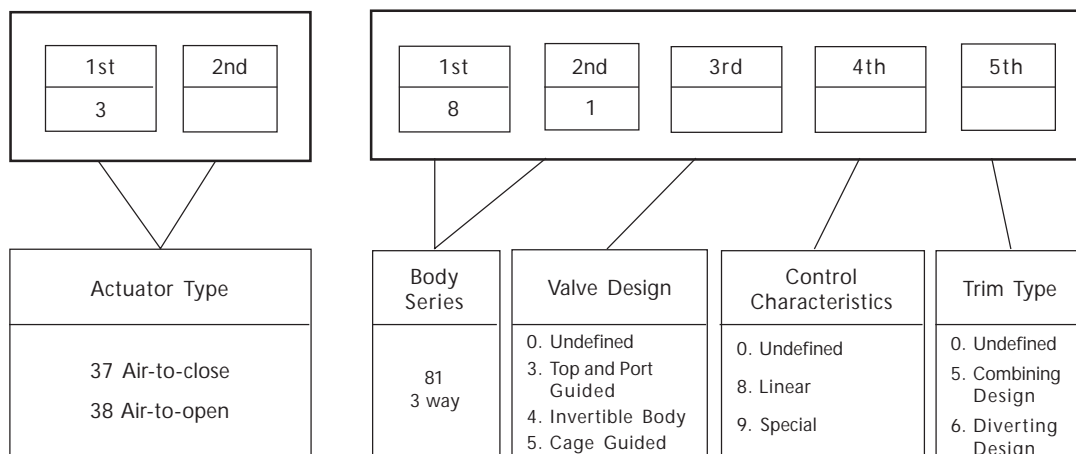 1st
2nd
3
1st
2nd
3rd
4th
5th
8
1
Actuator Type
37 Air-to-close
38 Air-to-open
Body
Series
81
3 way
Valve Design
0. Undefined
3. Top and Port
Guided
4. Invertible Body
5. Cage Guided
Control
Characteristics
0. Undefined
8. Linear
9. Special
Trim Type
0. Undefined
5. Combining
Design
6. Diverting
Design